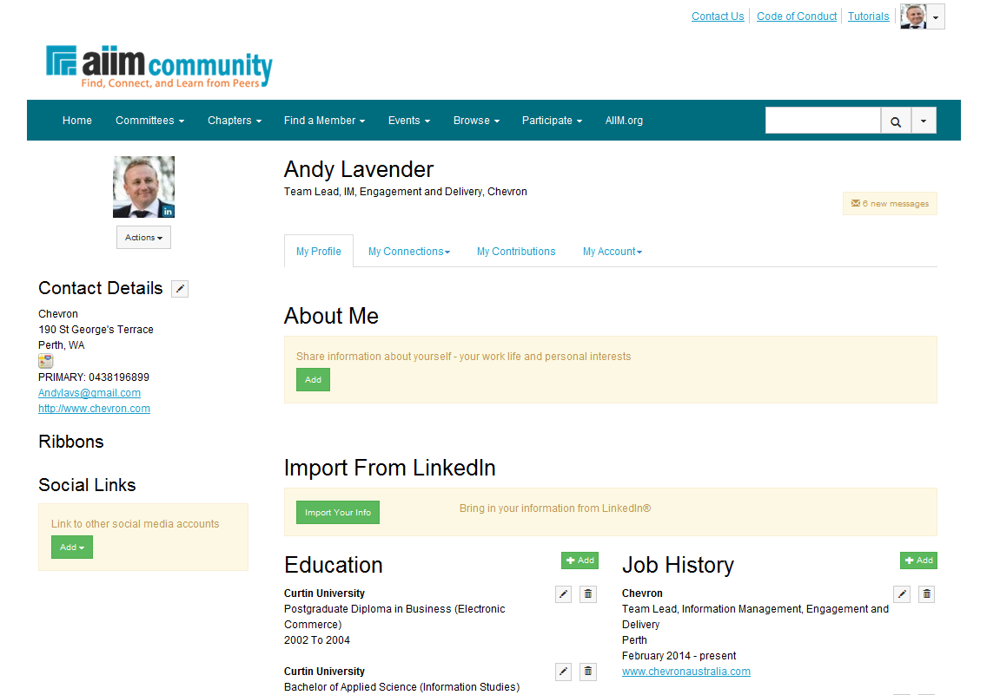 Contact Us
Code of Conduct
Tutorials
aiim community
Find, Connect, and Learn from Peers
Home
Committees
Chapters
Find a Member
Events
Browse
Participate
AIIM.org
in
Actions
Andy Lavender
Team Lead, IM, Engagement and Delivery, Chevron
6 new messages
My Profile
My Connections
My Contributions
My Account
Contact Details
Chevron
190 St George's Terrace
Perth, WA
PRIMARY: 0438196899
Andylavs@gmail.com
http://www.chevron.com
Ribbons
Social Links
Link to other social media accounts
Add
About Me
Share information about yourself - your work life and personal interests
Add
Import From LinkedIn
Import Your Info
Bring in your information from LinkedIn®
Education
Add
Curtin University
Postgraduate Diploma in Business (Electronic
Commerce)
2002 To 2004
Curtin University
Bachelor of Applied Science (Information Studies)
Job History
Add
Chevron
Team Lead, Information Management, Engagement and
Delivery
Perth
February 2014 - present
www.chevronaustralia.com